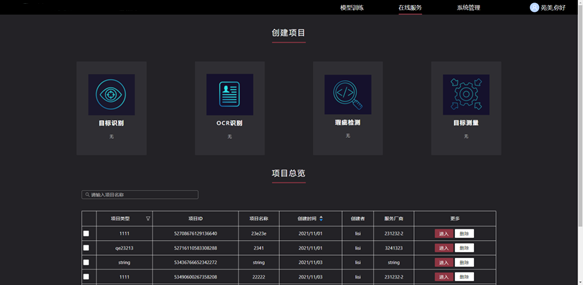 模型训练 在线服务 系统管理 苑美,你好
创建项目
目标识别 OCR识别 瑕疵检测 目标测量
无 无 无 无
项目总览
请输入项目名称
项目类型 项目ID 项目名称 创建时间 创建者 服务厂商 更多
1111 52708676129136640 23e23e 2021/11/01 lisi 231232-2 进入 删除
qe23213 52716110583308288 2341 2021/11/01 lisi 3241323 进入 删除
string 53436766652342272 string 2021/11/03 lisi string 进入 删除
1111 53490600267358208 22222 2021/11/03 lisi 231232-2 进入 删除